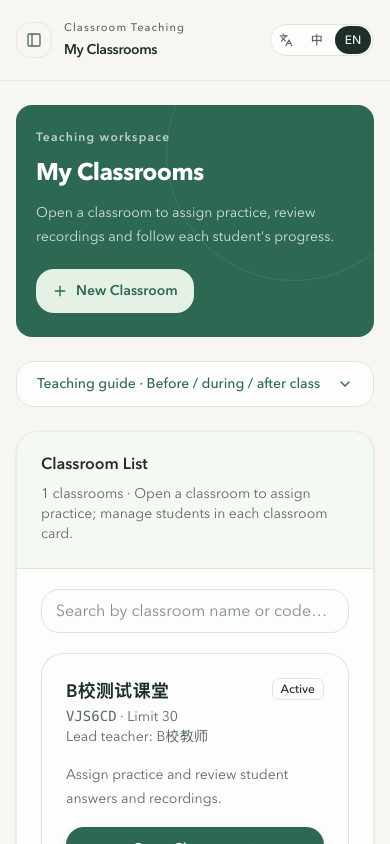 Classroom Teaching
My Classrooms
中
EN
Teaching workspace
My Classrooms
Open a classroom to assign practice, review
recordings and follow each student's progress.
+ New Classroom
Teaching guide · Before / during / after class
Classroom List
1 classrooms · Open a classroom to assign
practice; manage students in each classroom
card.
Search by classroom name or code...
B校测试课堂
Active
VJS6CD · Limit 30
Lead teacher: B校教师
Assign practice and review student
answers and recordings.